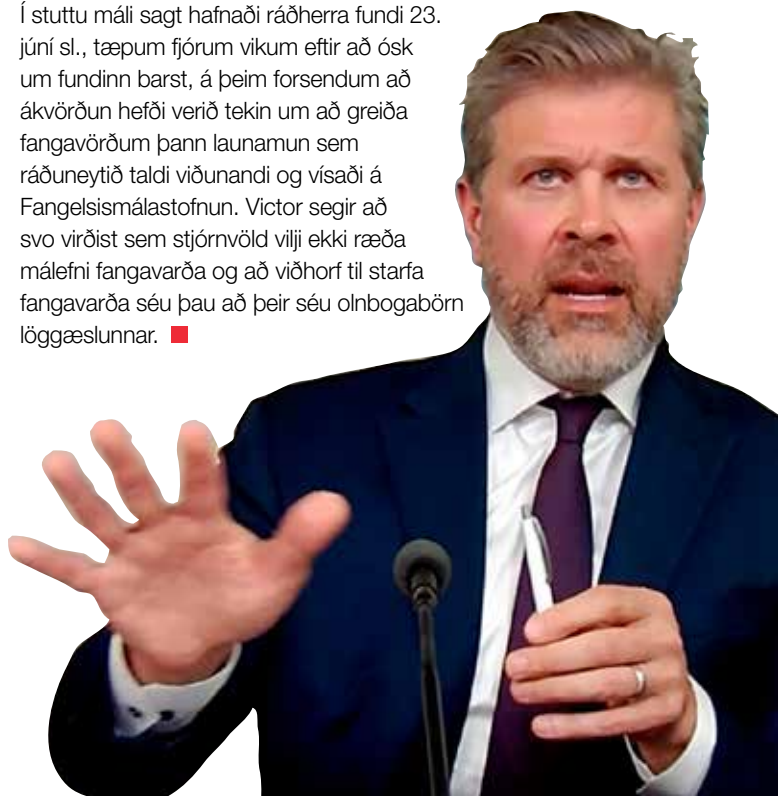 Í stuttu máli sagt hafnaði ráðherra fundi 23.
júní sl., tæpum fjórum vikum eftir að ósk
um fundinn barst, á þeim forsendum að
ákvörðun hefði verið tekin um að greiða
fangavörðum þann launamun sem
ráðuneytið taldi viðunandi og vísaði á
Fangelsismálastofnun. Victor segir að
svo virðist sem stjórnvöld vilji ekki ræða
málefni fangavarða og að viðhorf til starfa
fangavarða séu þau að þeir séu olnbogabörn
löggæslunnar.